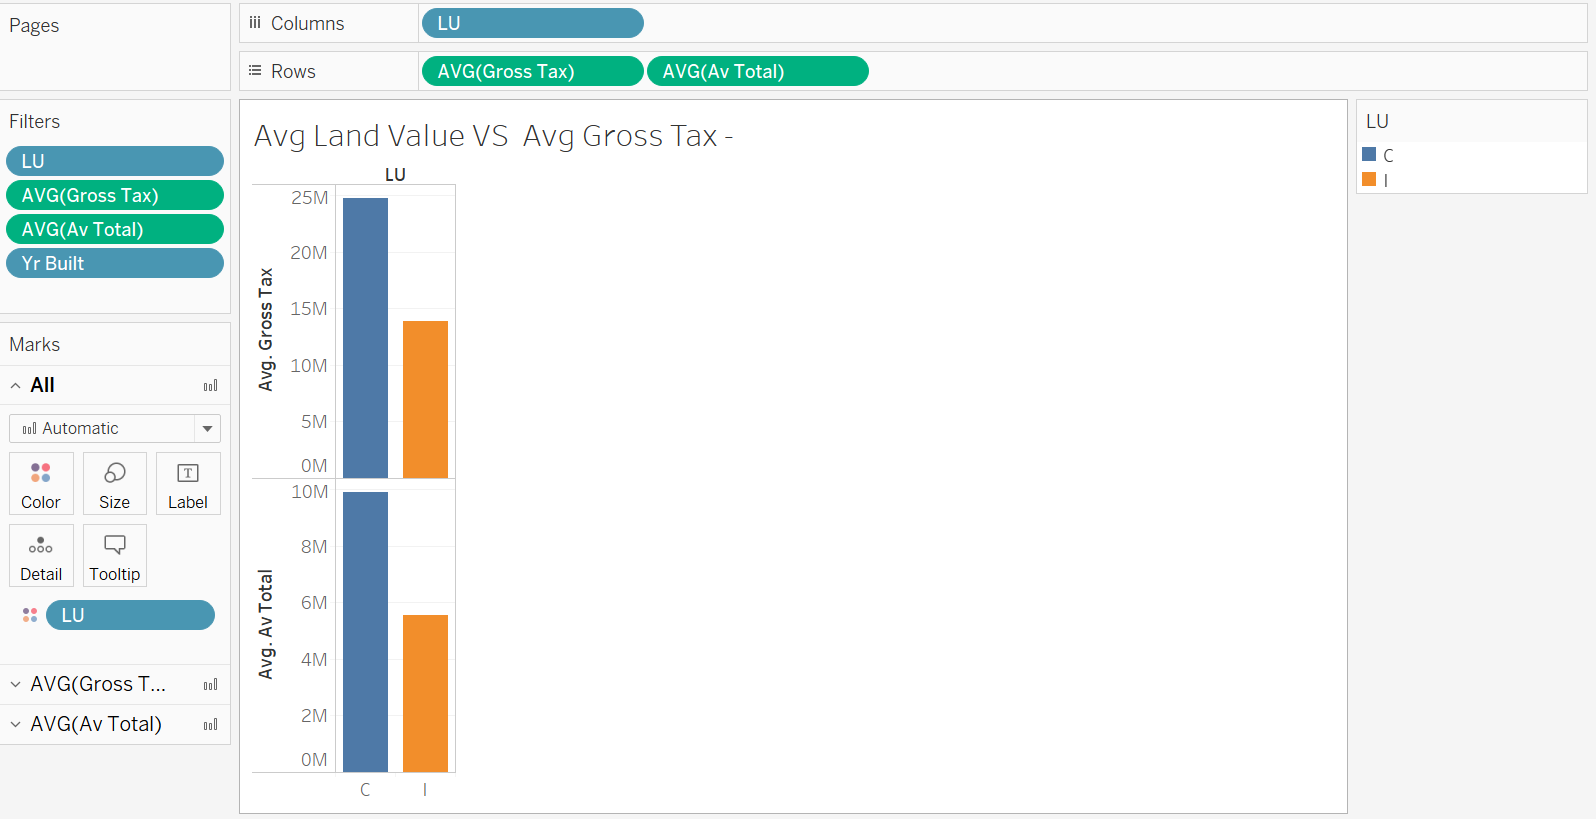 Pages
Columns
LU
Rows
AVG(Gross Tax)
AVG(Av Total)
Filters
LU
AVG(Gross Tax)
AVG(Av Total)
Yr Built
Marks
All
Automatic
Color
Size
Label
Detail
Tooltip
LU
AVG(Gross T...
AVG(Av Total)
Avg Land Value VS  Avg Gross Tax -
LU
Avg. Gross Tax
25M
20M
15M
10M
5M
0M
Avg. Av Total
10M
8M
6M
4M
2M
0M
C
I
LU
C
I